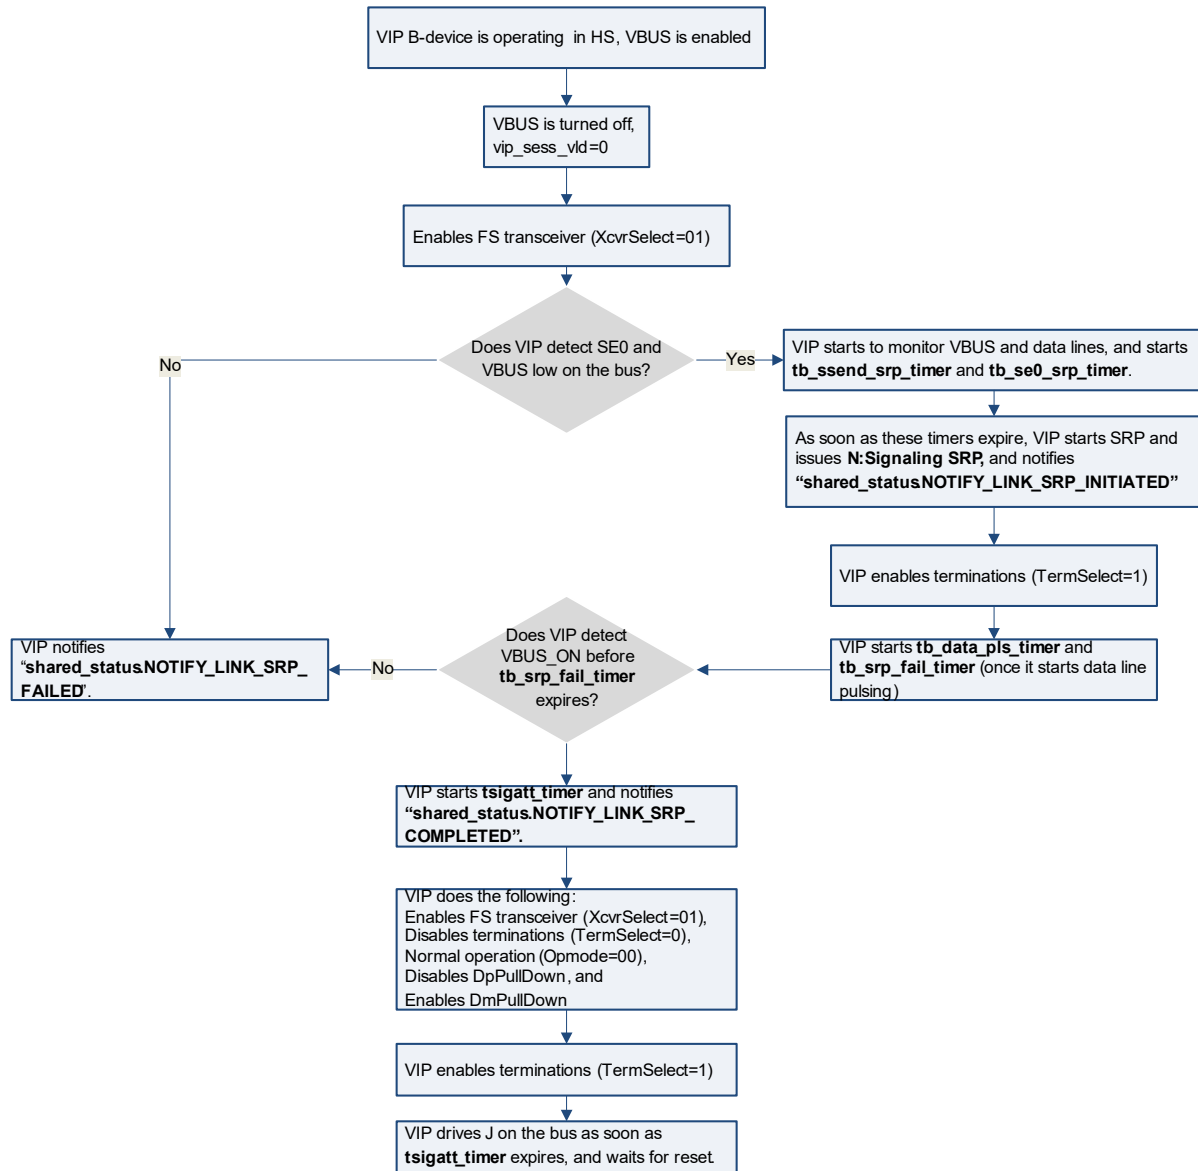 VIP B-device is operating in HS, VBUS is enabled
VBUS is turned off,
vip_sess_vld=0
Enables FS transceiver (XcvrSelect=01)
Does VIP detect SE0 and
VBUS low on the bus?
No
Yes
VIP starts to monitor VBUS and data lines, and starts
tb_ssend_srp_timer and tb_se0_srp_timer.
As soon as these timers expire, VIP starts SRP and
issues N:Signaling SRP, and notifies
“shared_status.NOTIFY_LINK_SRP_INITIATED”
VIP enables terminations (TermSelect=1)
VIP starts tb_data_pls_timer and
tb_srp_fail_timer (once it starts data line
pulsing)
Does VIP detect
VBUS_ON before
tb_srp_fail_timer
expires?
No
VIP notifies
“shared_status.NOTIFY_LINK_SRP_
FAILED”.
VIP starts tsigatt_timer and notifies
“shared_status.NOTIFY_LINK_SRP_
COMPLETED”.
VIP does the following:
Enables FS transceiver (XcvrSelect=01),
Disables terminations (TermSelect=0),
Normal operation (Opmode=00),
Disables DpPullDown, and
Enables DmPullDown
VIP enables terminations (TermSelect=1)
VIP drives J on the bus as soon as
tsigatt_timer expires, and waits for reset.